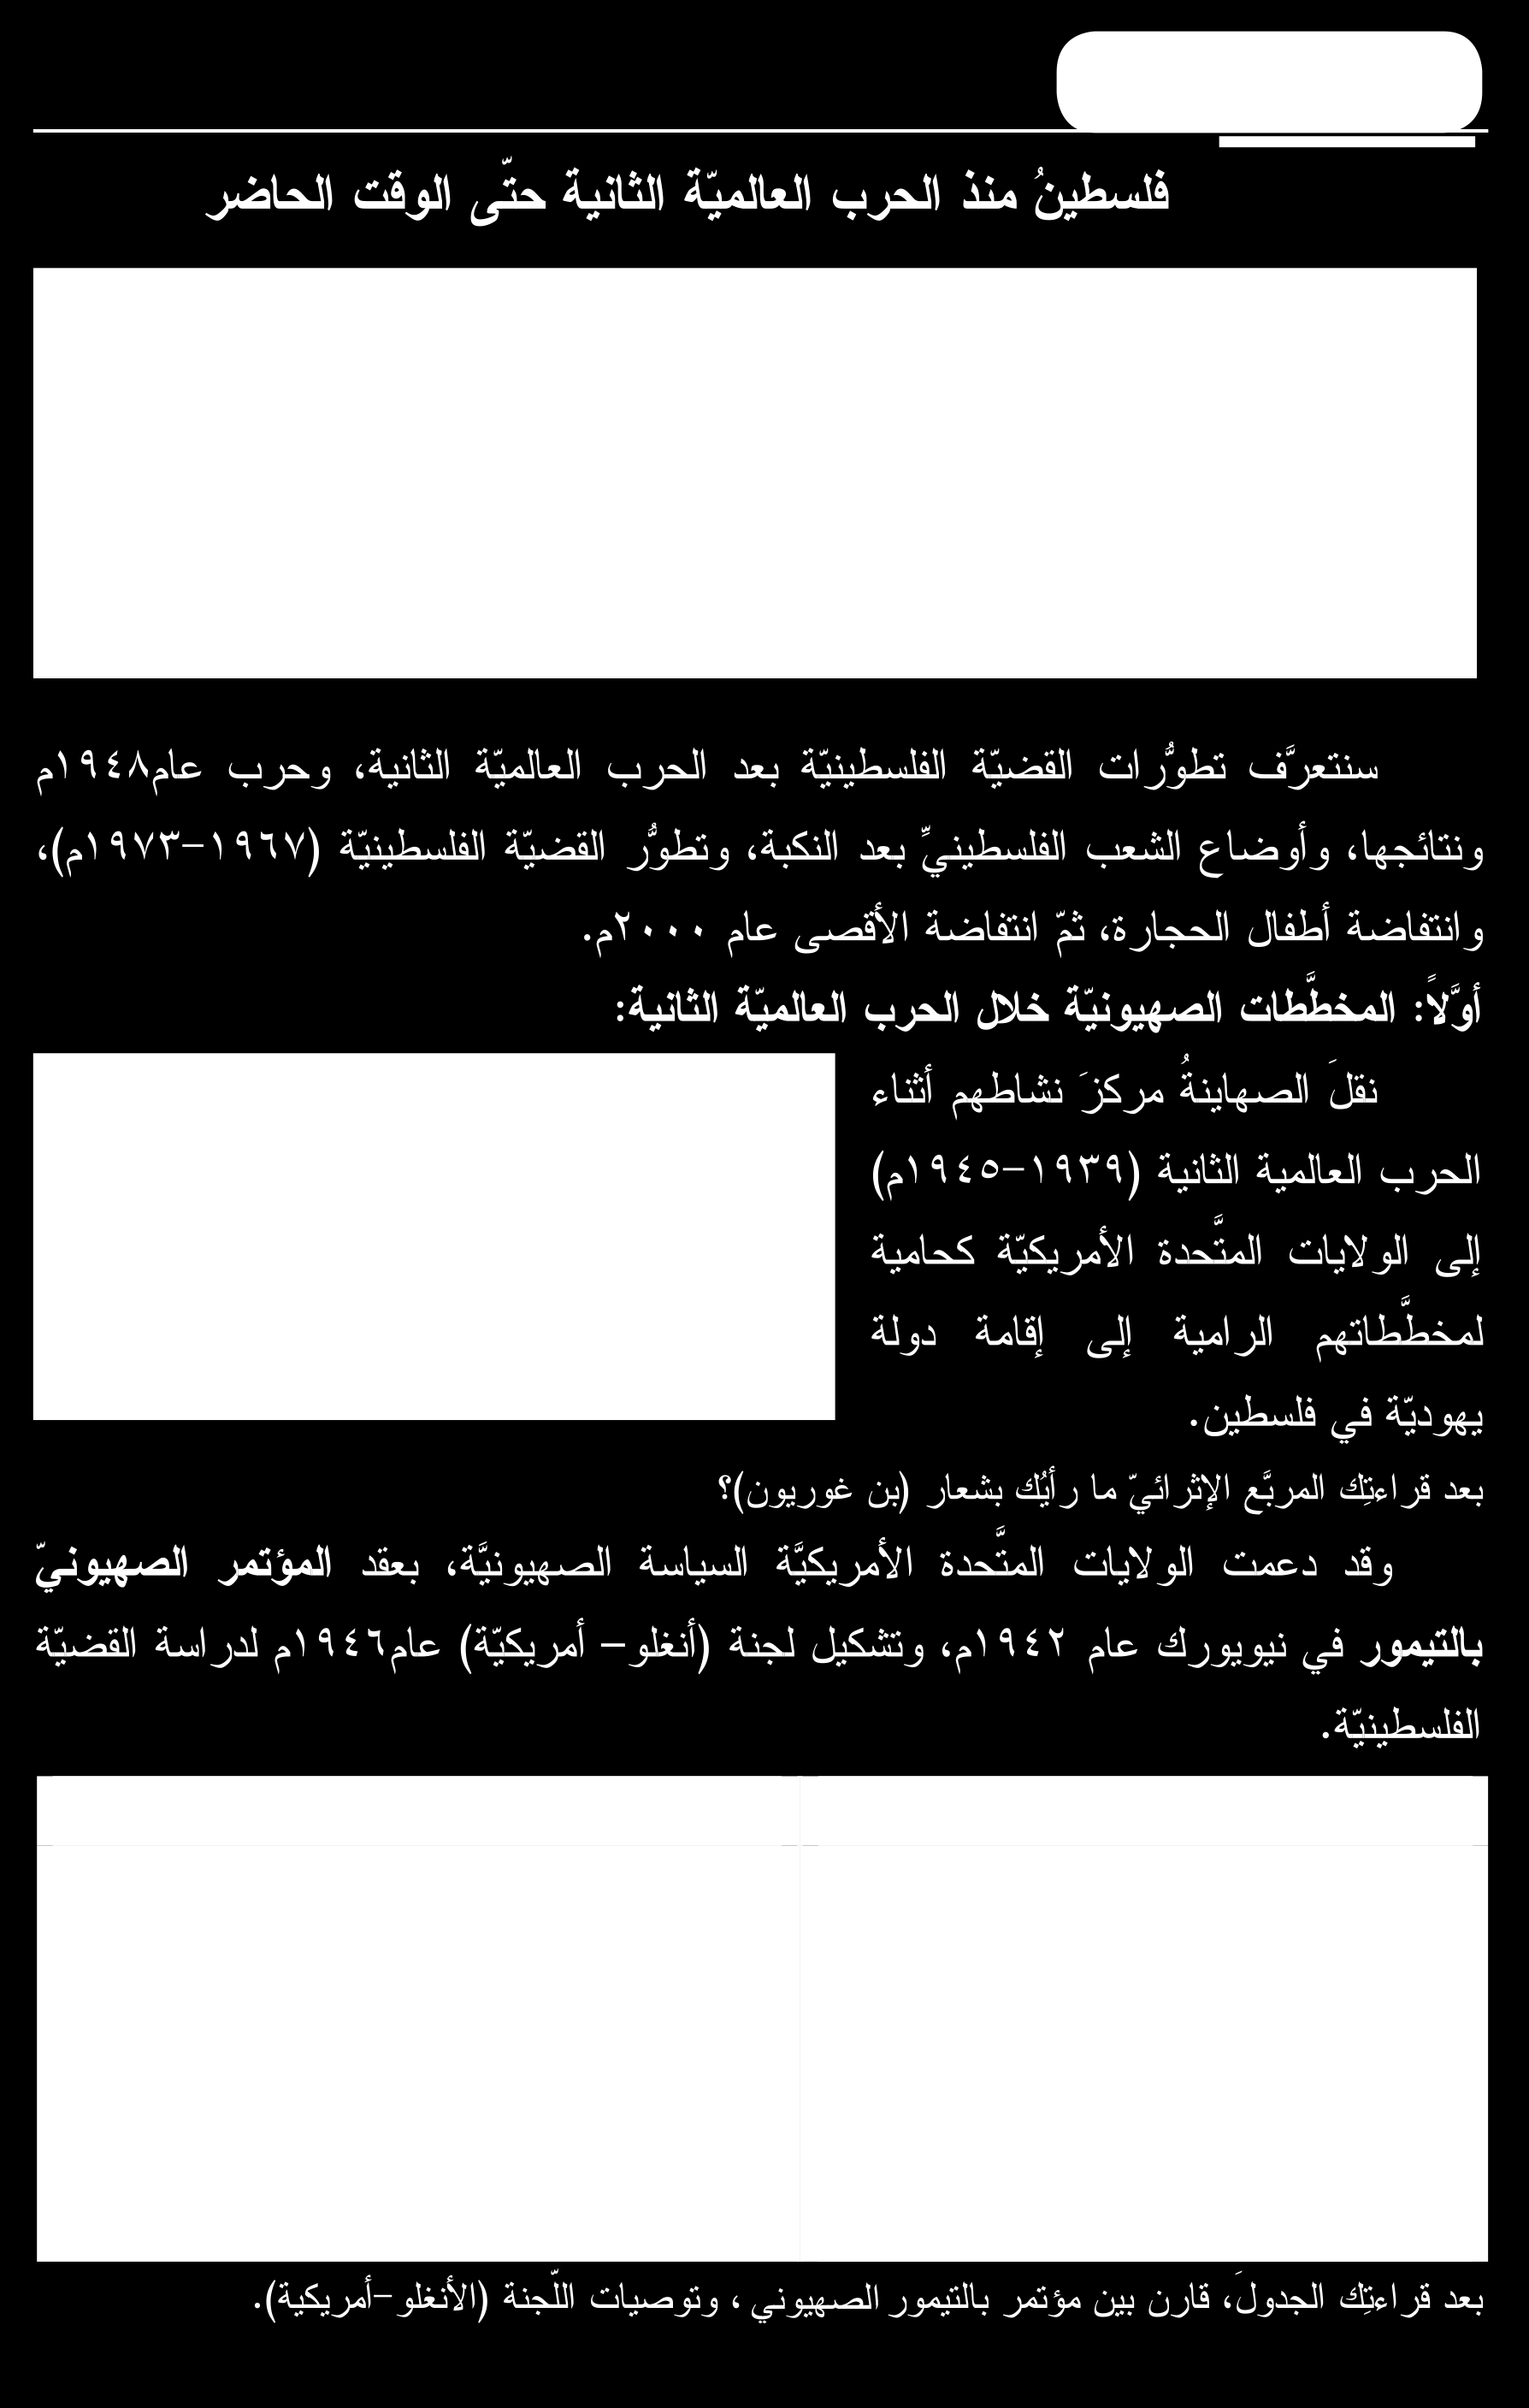 فلسطينُ منذ الحرب العالميّة الثانية حتّى الوقت الحاضر
سنتعرَّف تطوُّرات القضيّة الفلسطينيّة بعد الحرب العالميّة الثانية، وحرب عام١٩٤٨م
ونتائجها، وأوضاع الشعب الفلسطينيِّ بعد النكبة، وتطوُّر القضيّة الفلسطينيّة (١٩٦٧-١٩٧٣م)،
وانتفاضة أطفال الحجارة، ثمّ انتفاضة الأقصى عام ٢٠٠٠م.
أوَّلاً: المخطَّطات الصهيونيّة خلال الحرب العالميّة الثانية:
نقلَ الصهاينةُ مركزَ نشاطهم أثناء
الحرب العالمية الثانية (١٩٣٩-١٩٤٥م)
إلى الولايات المتَّحدة الأمريكيّة كحامية
لمخطَّطاتهم الرامية إلى إقامة دولة
يهوديّة في فلسطين.
بعد قراءتِك المربَّع الإثرائيّ ما رأيُك بشعار (بن غوريون)؟
وقد دعمت الولايات المتَّحدة الأمريكيَّة السياسة الصهيونيَّة، بعقد المؤتمر الصهيونيّ
بالتيمور في نيويورك عام ١٩٤٢م، وتشكيل لجنة (أنغلو– أمريكيّة) عام١٩٤٦م لدراسة القضيّة
الفلسطينيّة.
بعد قراءتِك الجدولَ، قارن بين مؤتمر بالتيمور الصهيوني ، وتوصيات اللّجنة (الأنغلو-أمريكية).